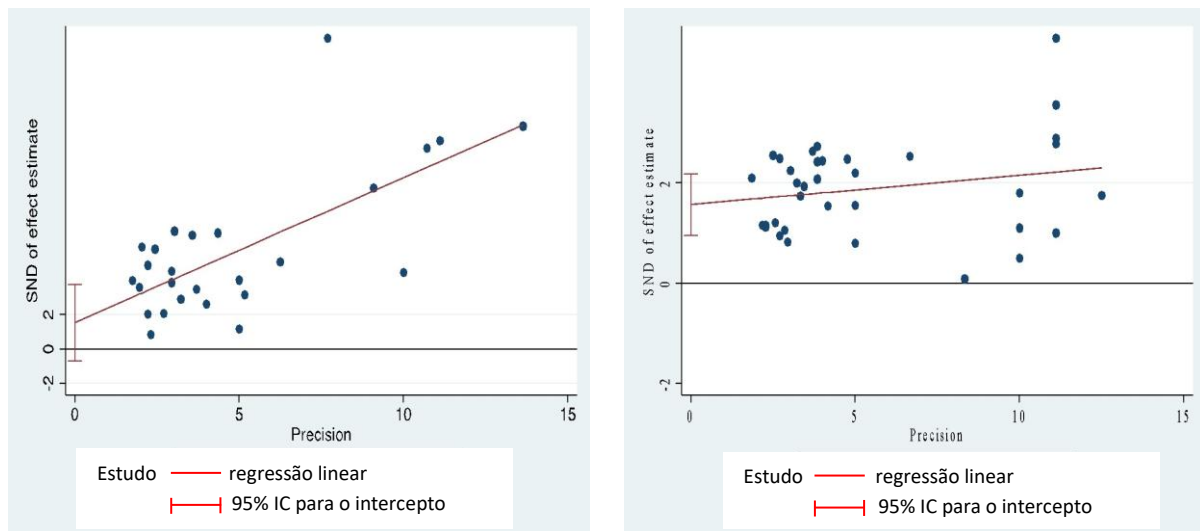 SND of effect estimate
2
0
-2
0
5
10
15
Precision
Estudo regressão linear
95% IC para o intercepto
SND of effect estimate
2
0
-2
0
5
10
15
Precision
Estudo regressão linear
95% IC para o intercepto